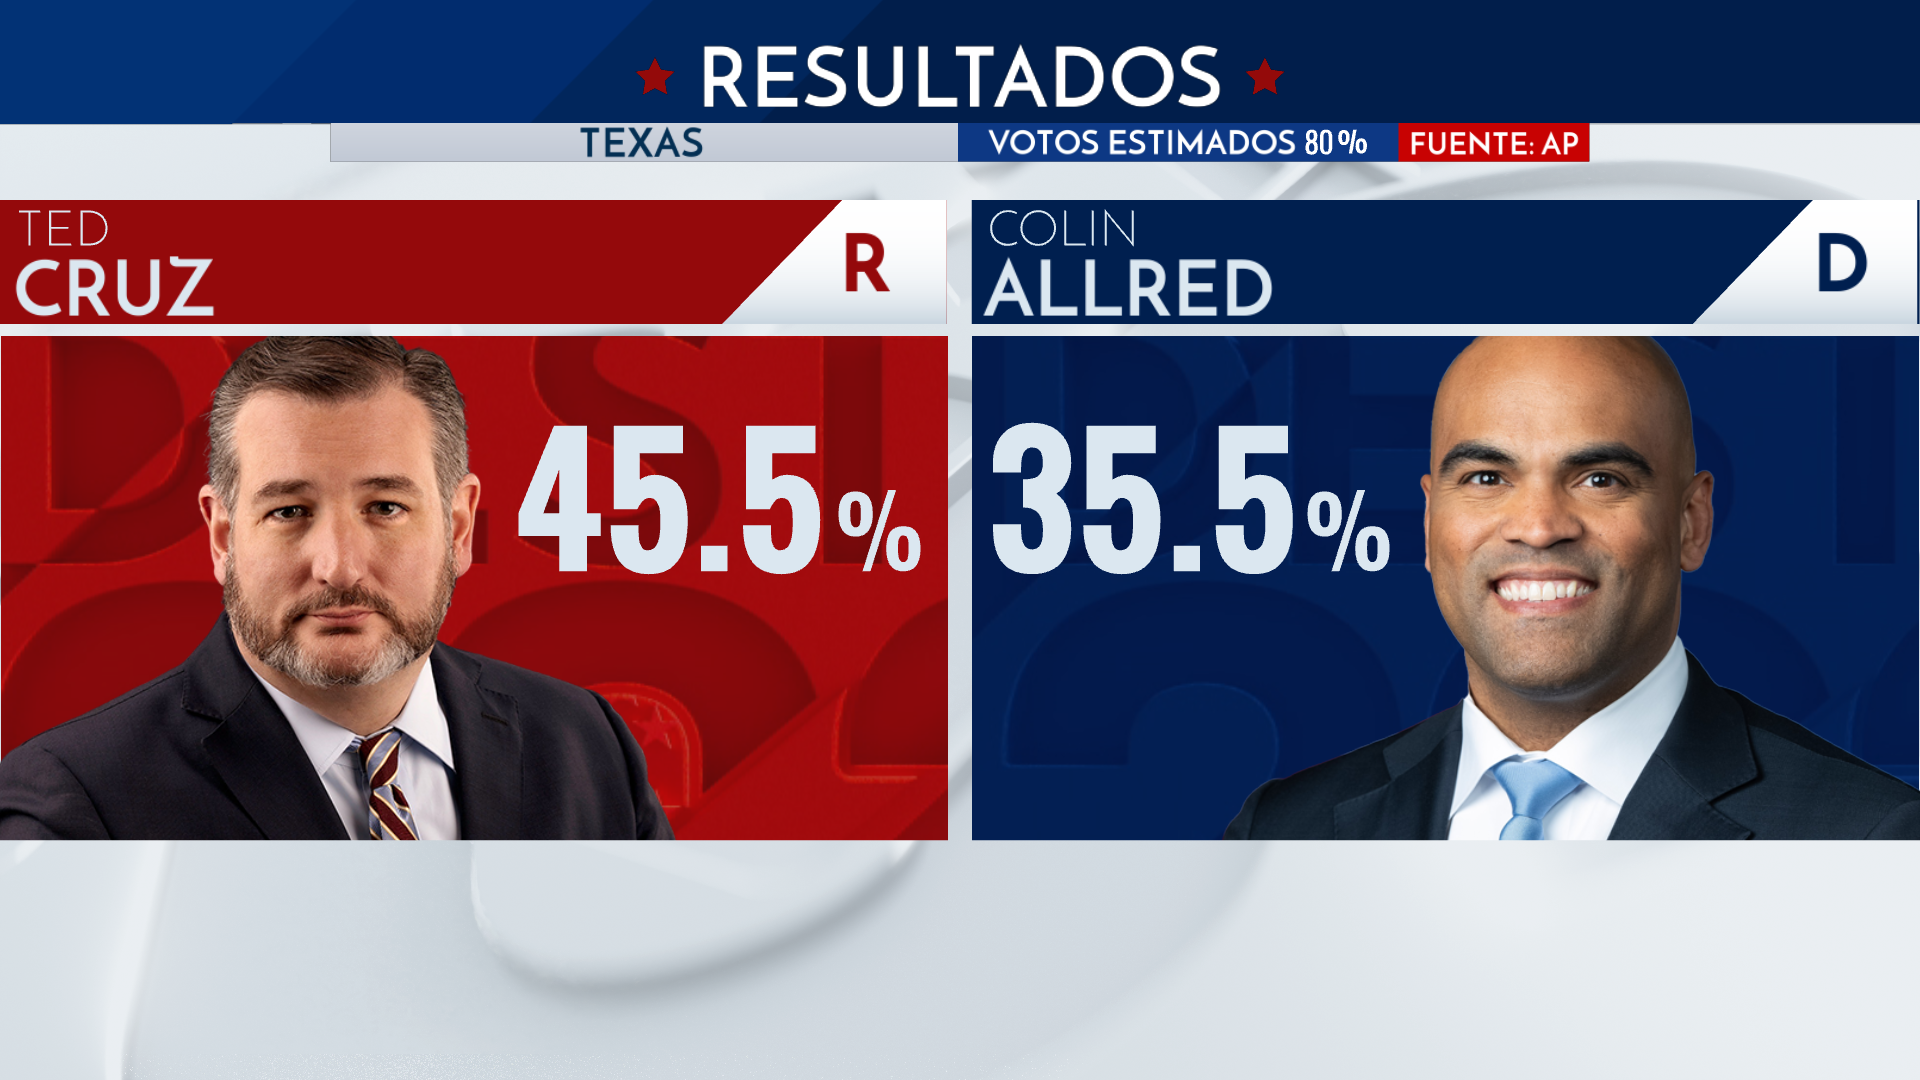 RESULTADOS
TEXAS
VOTOS ESTIMADOS 80%
FUENTE: AP
TED
CRUZ
R
45.5%
COLIN
ALLRED
D
35.5%